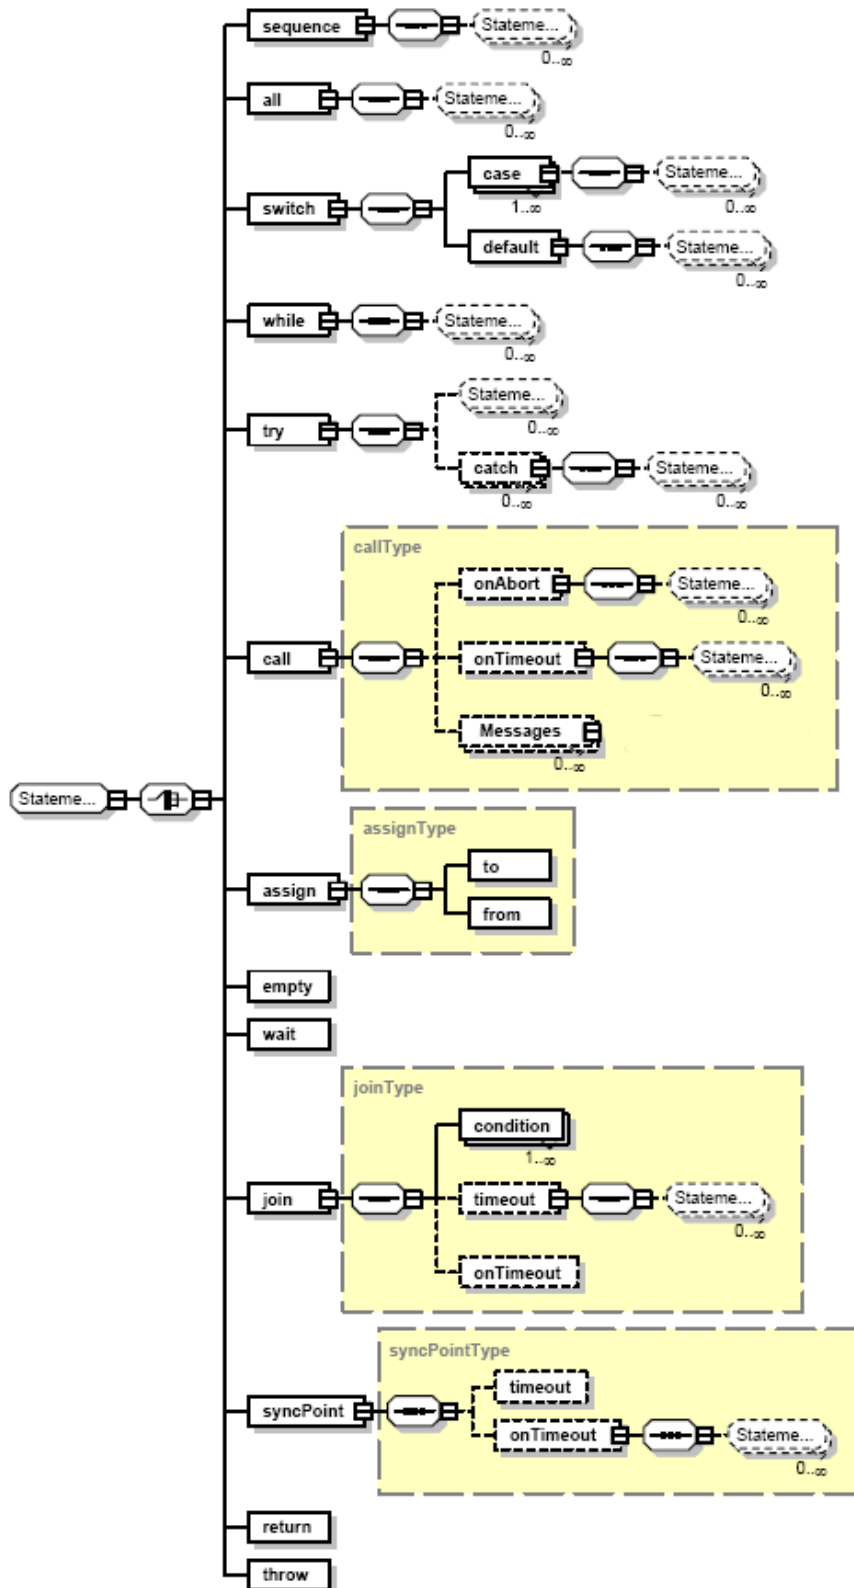 sequence
Stateme...
0..∞
all
Stateme...
0..∞
case
Stateme...
1..∞
0..∞
switch
default
Stateme...
0..∞
while
Stateme...
0..∞
Stateme...
0..∞
try
catch
Stateme...
0..∞
0..∞
callType
onAbort
Stateme...
0..∞
call
onTimeout
Stateme...
0..∞
Messages
0..∞
Stateme...
assignType
to
assign
from
empty
wait
joinType
condition
1..∞
join
timeout
Stateme...
0..∞
onTimeout
syncPointType
timeout
syncPoint
onTimeout
Stateme...
0..∞
return
throw